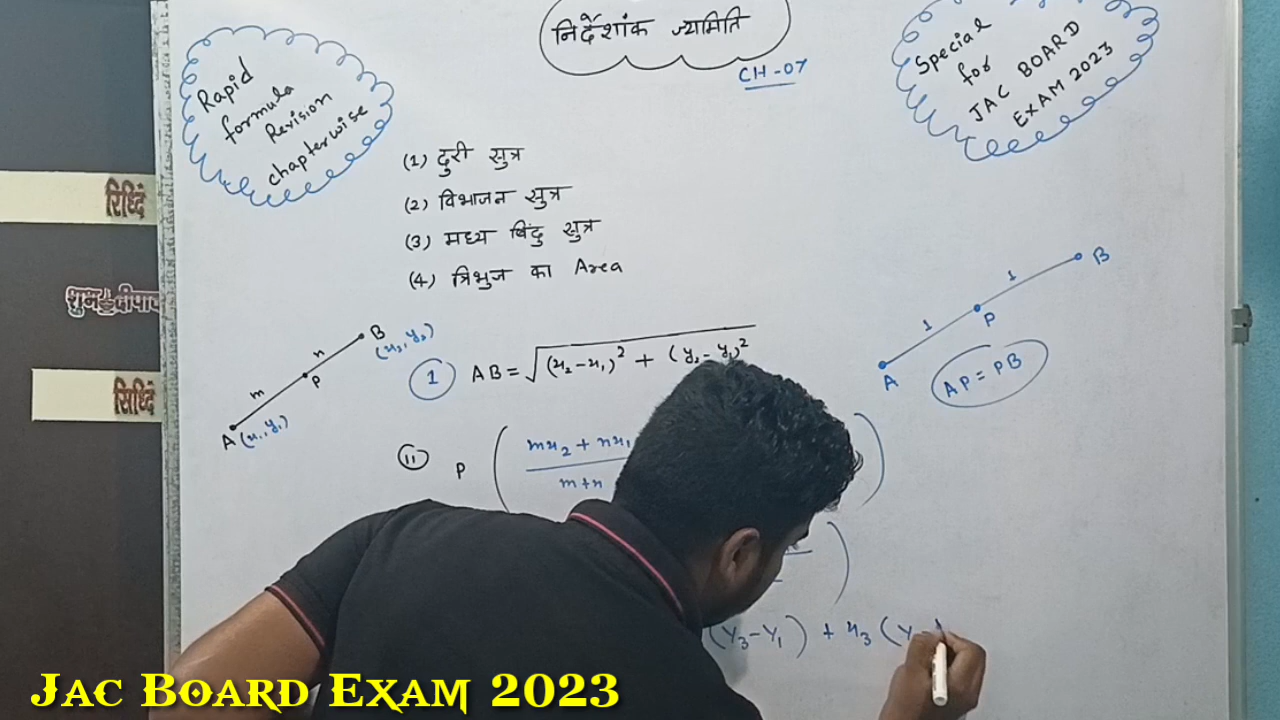 निर्देशांक ज्यमिति
CH-07
Rapid
formula
Revision
chapterwise
Special
for
JAC BOARD
EXAM 2023
(1) दुरी सुत्र
(2) विभाजन सुत्र
(3) मध्य बिंदु सुत्र
(4) त्रिभुज का Area
रिध्दि
शुभ दीपाव
सिध्दि
A (x₁, y₁)
m
P
n
B
(x₂, y₂)
1 AB = √(x₂-x₁)² + (y₂-y₁)²
(ii) P ( mx₂ + nx₁
m+n
)
)
(y₃-y₁) + x₃ (y
A
1
P
1
B
AP = PB
JAC BOARD EXAM 2023